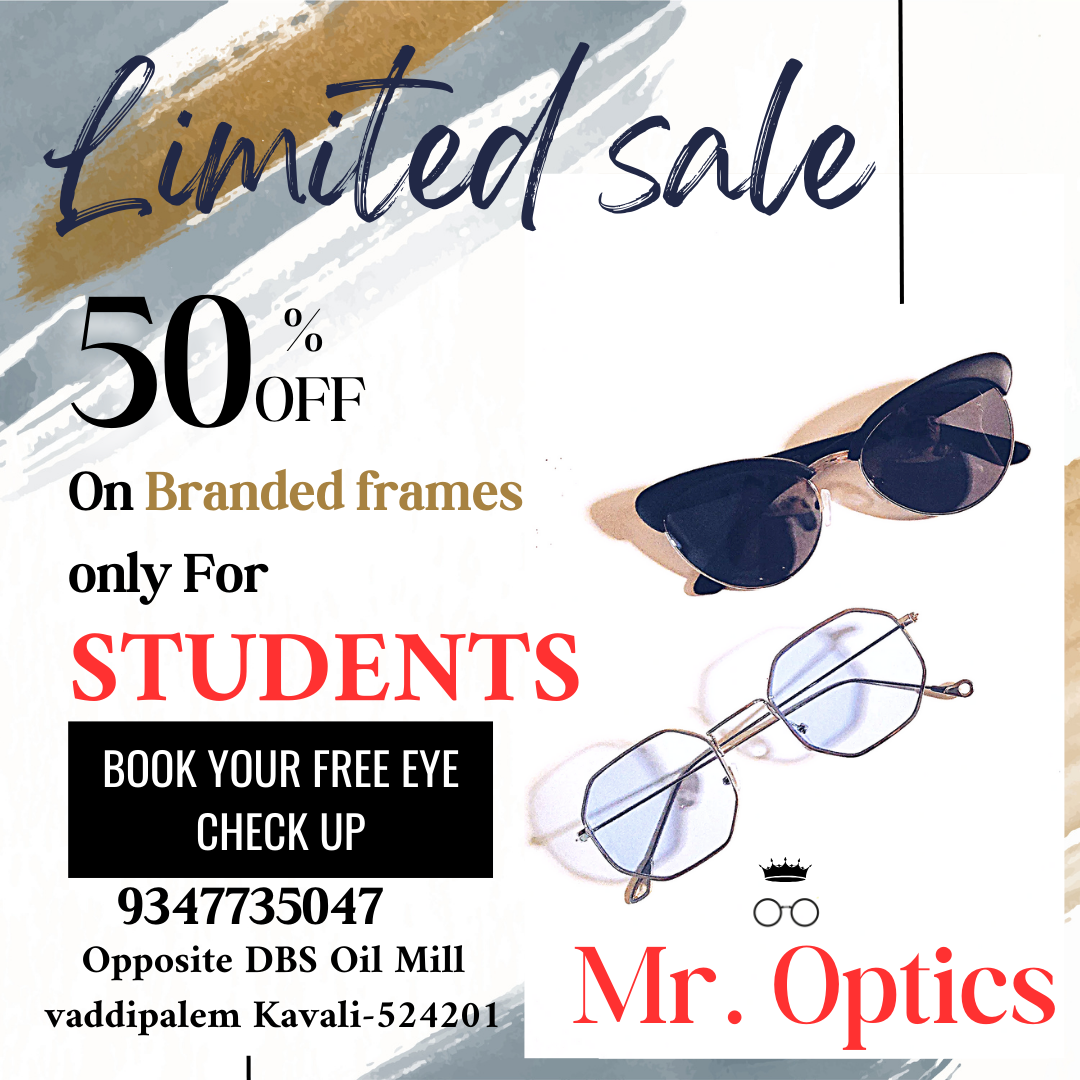 Limited sale
50 %
OFF
On Branded frames
only For
STUDENTS
BOOK YOUR FREE EYE
CHECK UP
9347735047
Opposite DBS Oil Mill
vaddipalem Kavali-524201
Mr. Optics